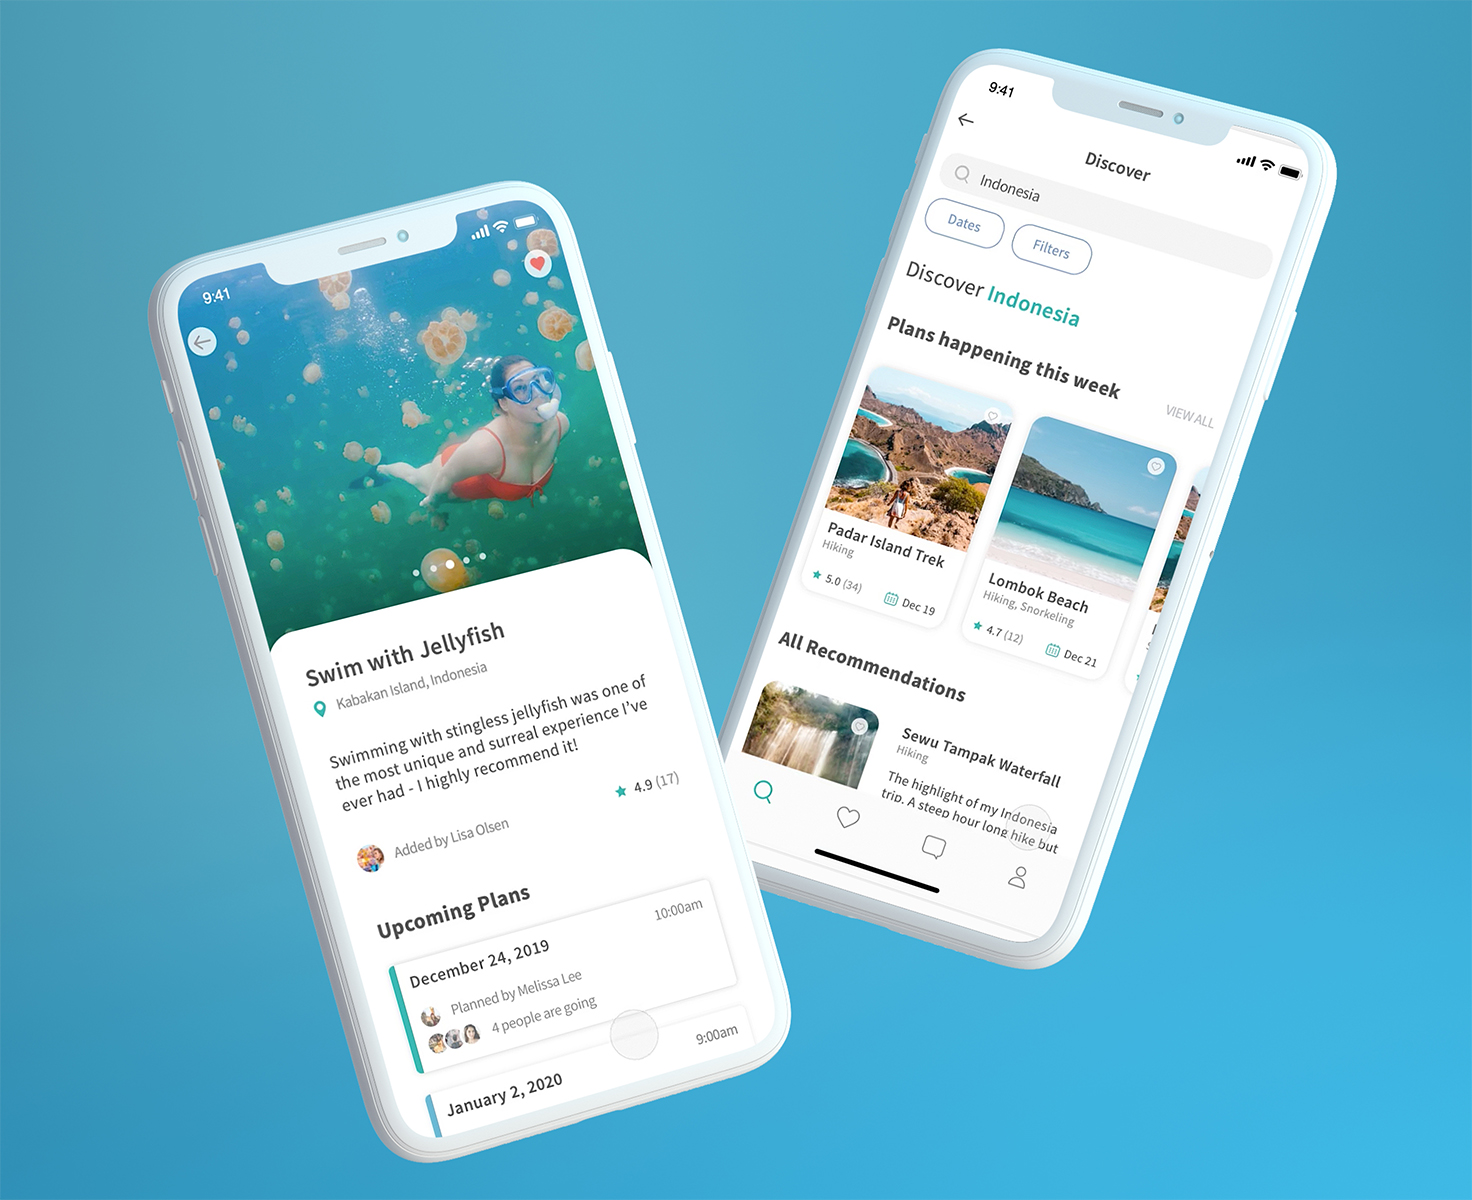 9:41
Swim with Jellyfish
Kabakan Island, Indonesia
Swimming with stingless jellyfish was one of
the most unique and surreal experience I've
ever had - I highly recommend it!
4.9 (17)
Added by Lisa Olsen
Upcoming Plans
10:00am
December 24, 2019
Planned by Melissa Lee
4 people are going
9:00am
January 2, 2020
9:41
Discover
Indonesia
Dates
Filters
Discover Indonesia
Plans happening this week
VIEW ALL
Padar Island Trek
Hiking
5.0 (34)
Dec 19
Lombok Beach
Hiking, Snorkeling
4.7 (12)
Dec 21
All Recommendations
Sewu Tampak Waterfall
Hiking
The highlight of my Indonesia
trip. A steep hour long hike but